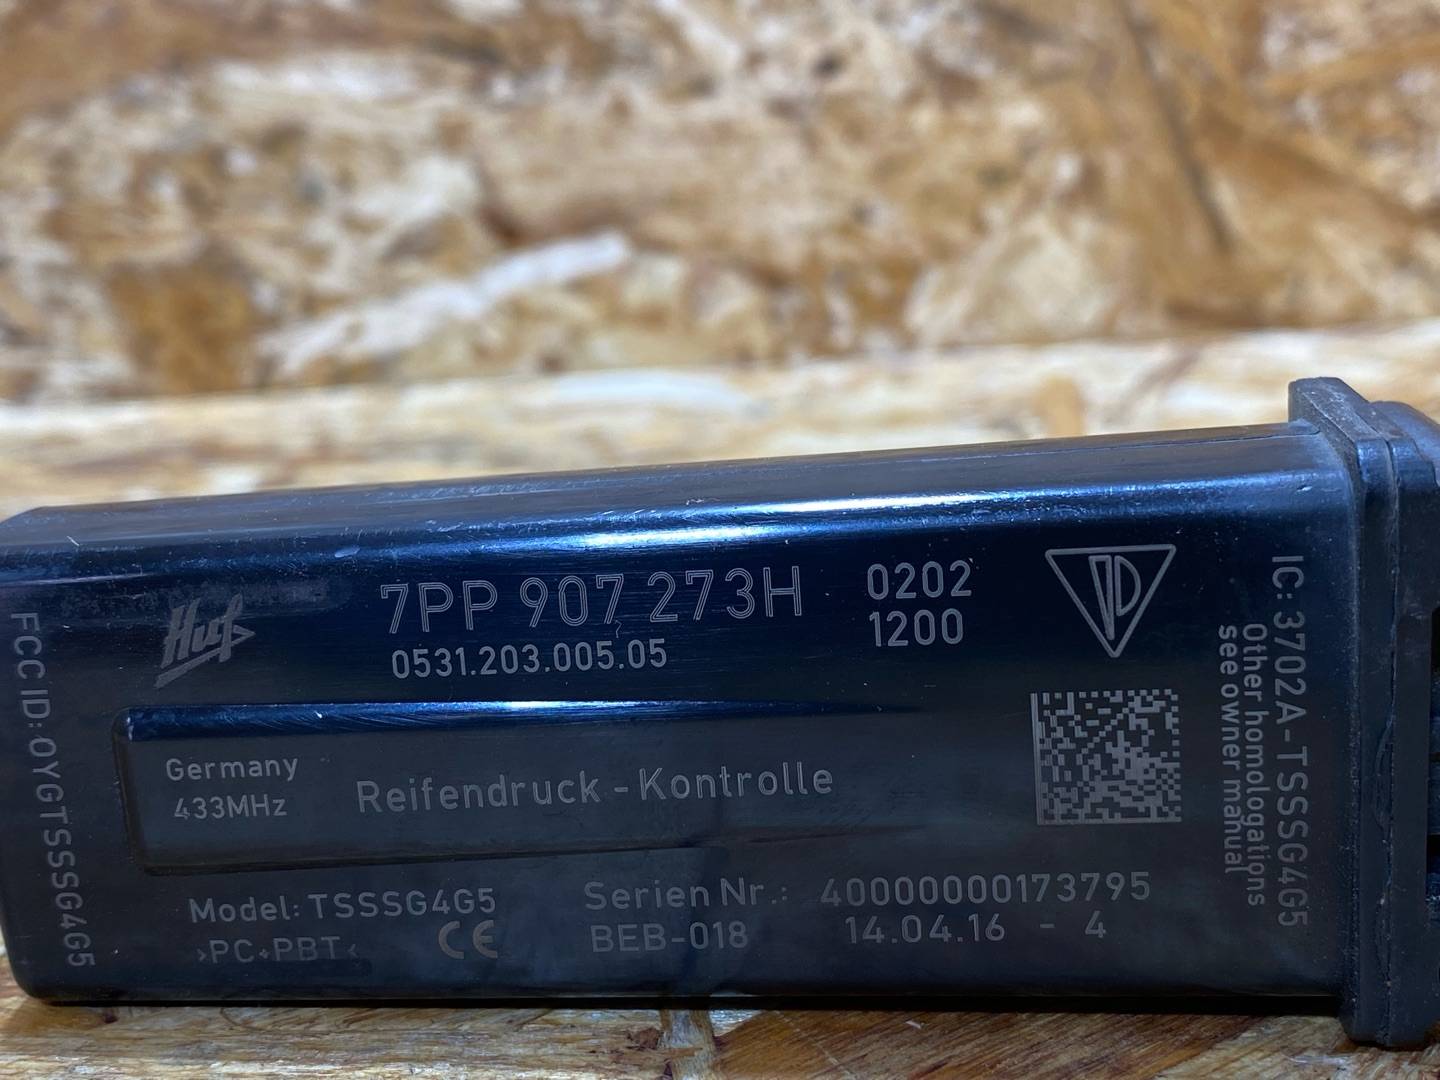 Huf
7PP 907 273H
0531.203.005.05
0202
1200
Germany
433MHz
Reifendruck - Kontrolle
Model: TSSSG4G5
>PC+PBT<
CE
Serien Nr.: 40000000173795
BEB-018
14.04.16 - 4
FCC ID: OYGTSSSG4G5
IC: 3702A-TSSSG4G5
Other homologations
see owner manual